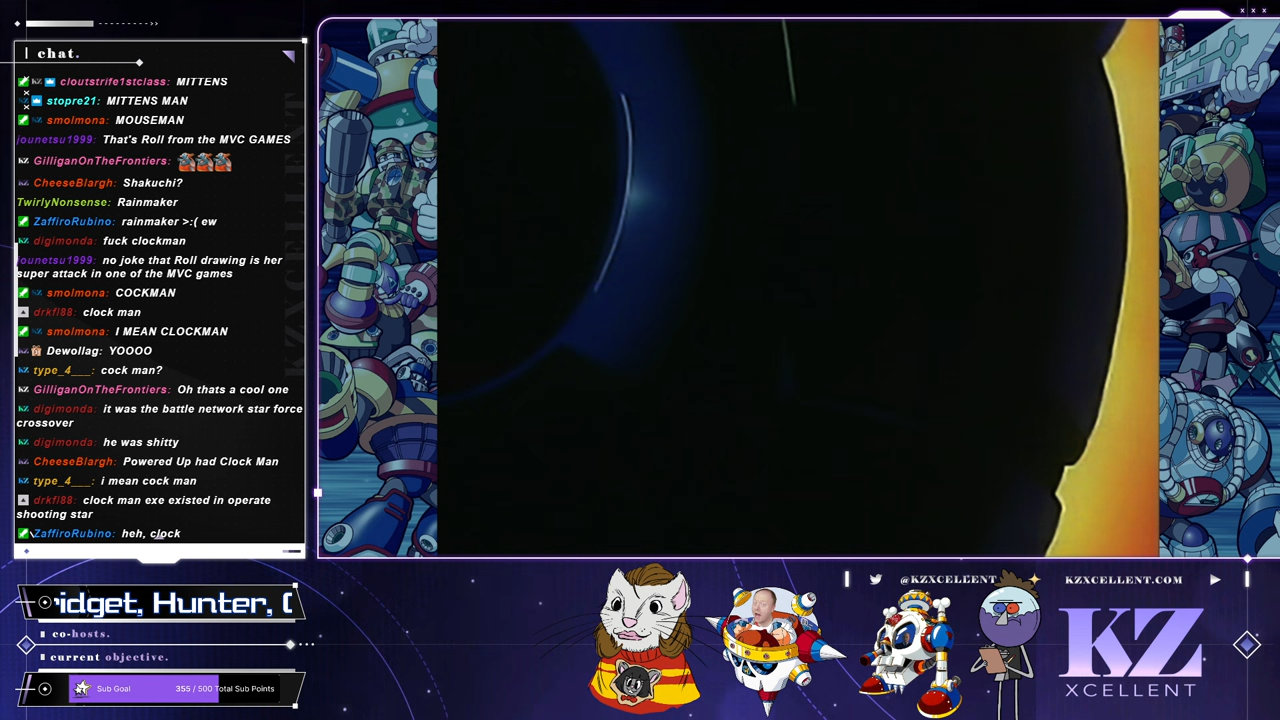 chat.
cloutstrife1stclass: MITTENS
stopre21: MITTENS MAN
smolmona: MOUSEMAN
jounetsu1999: That's Roll from the MVC GAMES
GilliganOnTheFrontiers:
CheeseBlargh: Shakuchi?
TwirlyNonsense: Rainmaker
ZaffiroRubino: rainmaker >:( ew
digimonda: fuck clockman
jounetsu1999: no joke that Roll drawing is her
super attack in one of the MVC games
smolmona: COCKMAN
drkfl88: clock man
smolmona: I MEAN CLOCKMAN
Dewollag: YOOOO
type_4___: cock man?
GilliganOnTheFrontiers: Oh thats a cool one
digimonda: it was the battle network star force
crossover
digimonda: he was shitty
CheeseBlargh: Powered Up had Clock Man
type_4___: i mean cock man
drkfl88: clock man exe existed in operate
shooting star
ZaffiroRubino: heh, clock
KZXCELLENT
idget, Hunter,
co-hosts.
current objective.
Sub Goal 355 / 500 Total Sub Points
@KZXCELLENT
KZXCELLENT.COM
KZ
XCELLENT